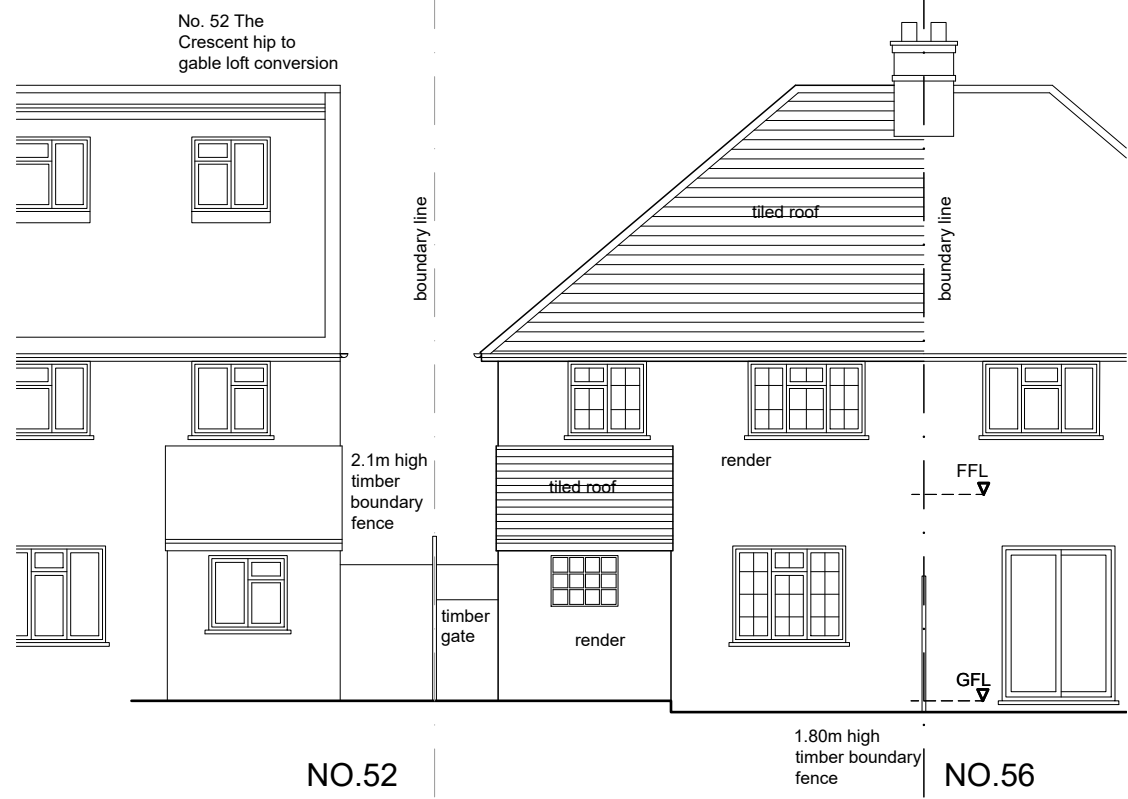 No. 52 The
Crescent hip to
gable loft conversion
boundary line
tiled roof
boundary line
2.1m high
timber
boundary
fence
tiled roof
render
FFL
timber
gate
render
GFL
1.80m high
timber boundary
fence
NO.52
NO.56